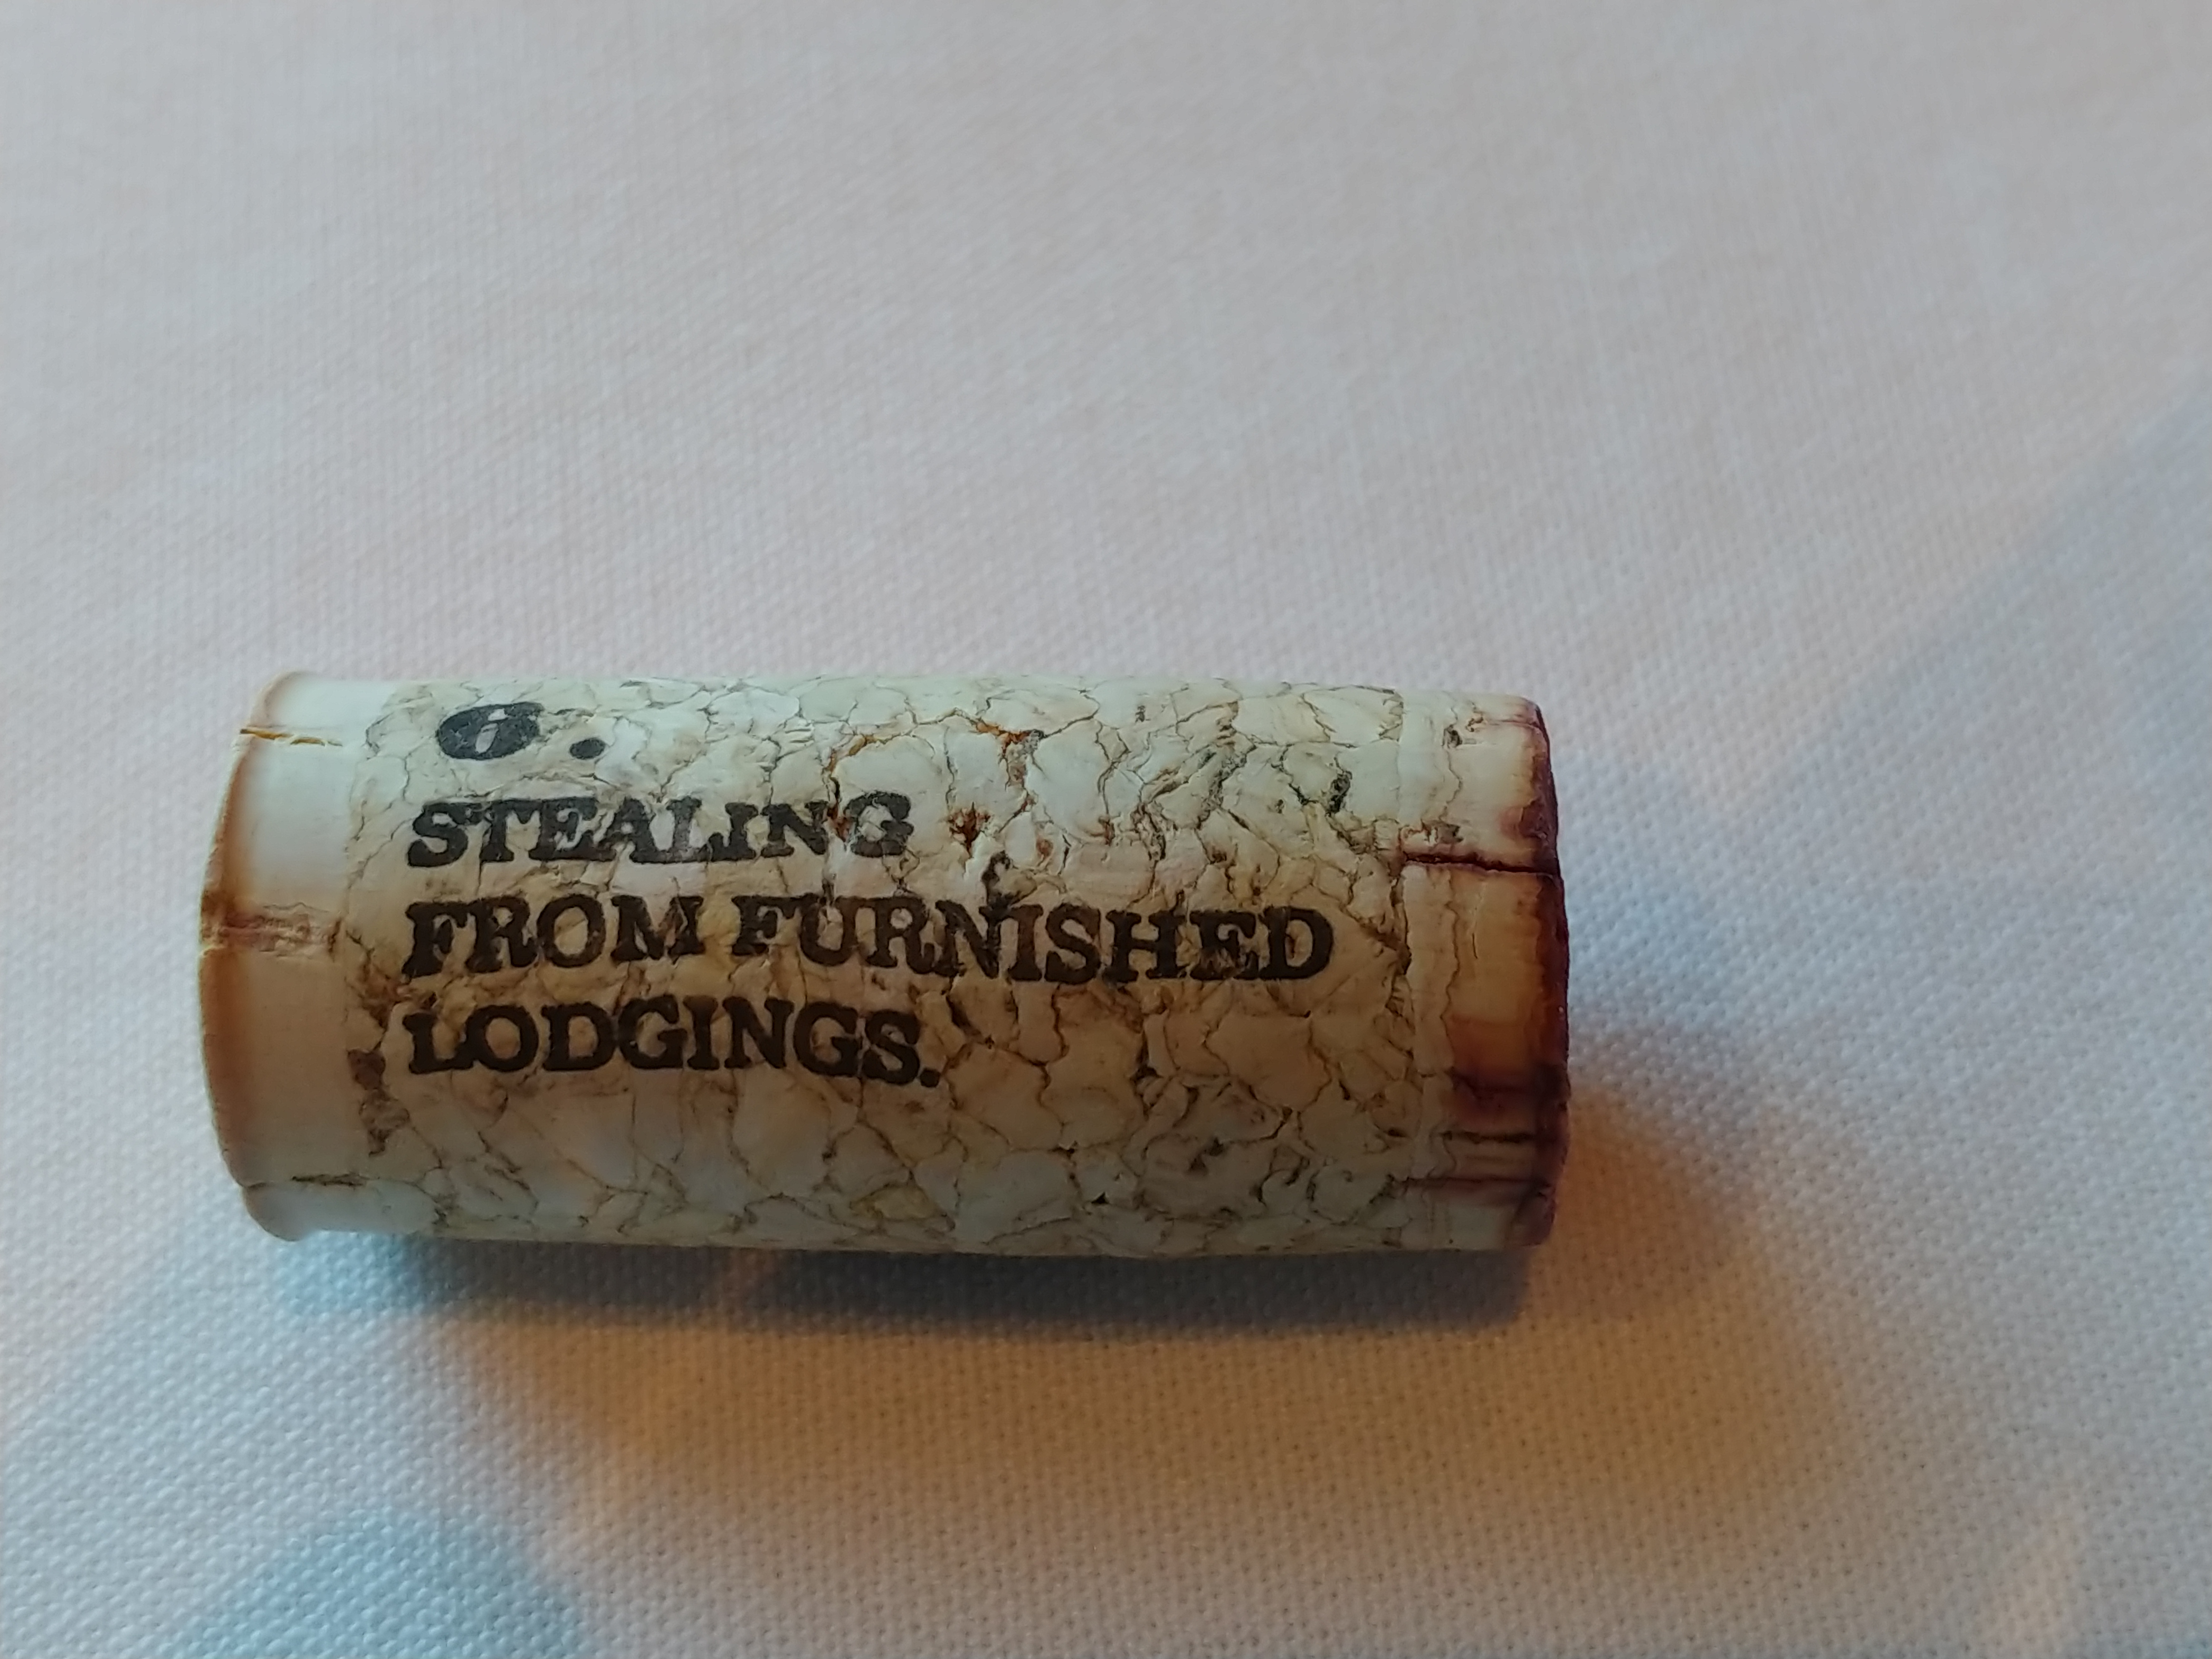 6.
STEALING
FROM FURNISHED
LODGINGS.